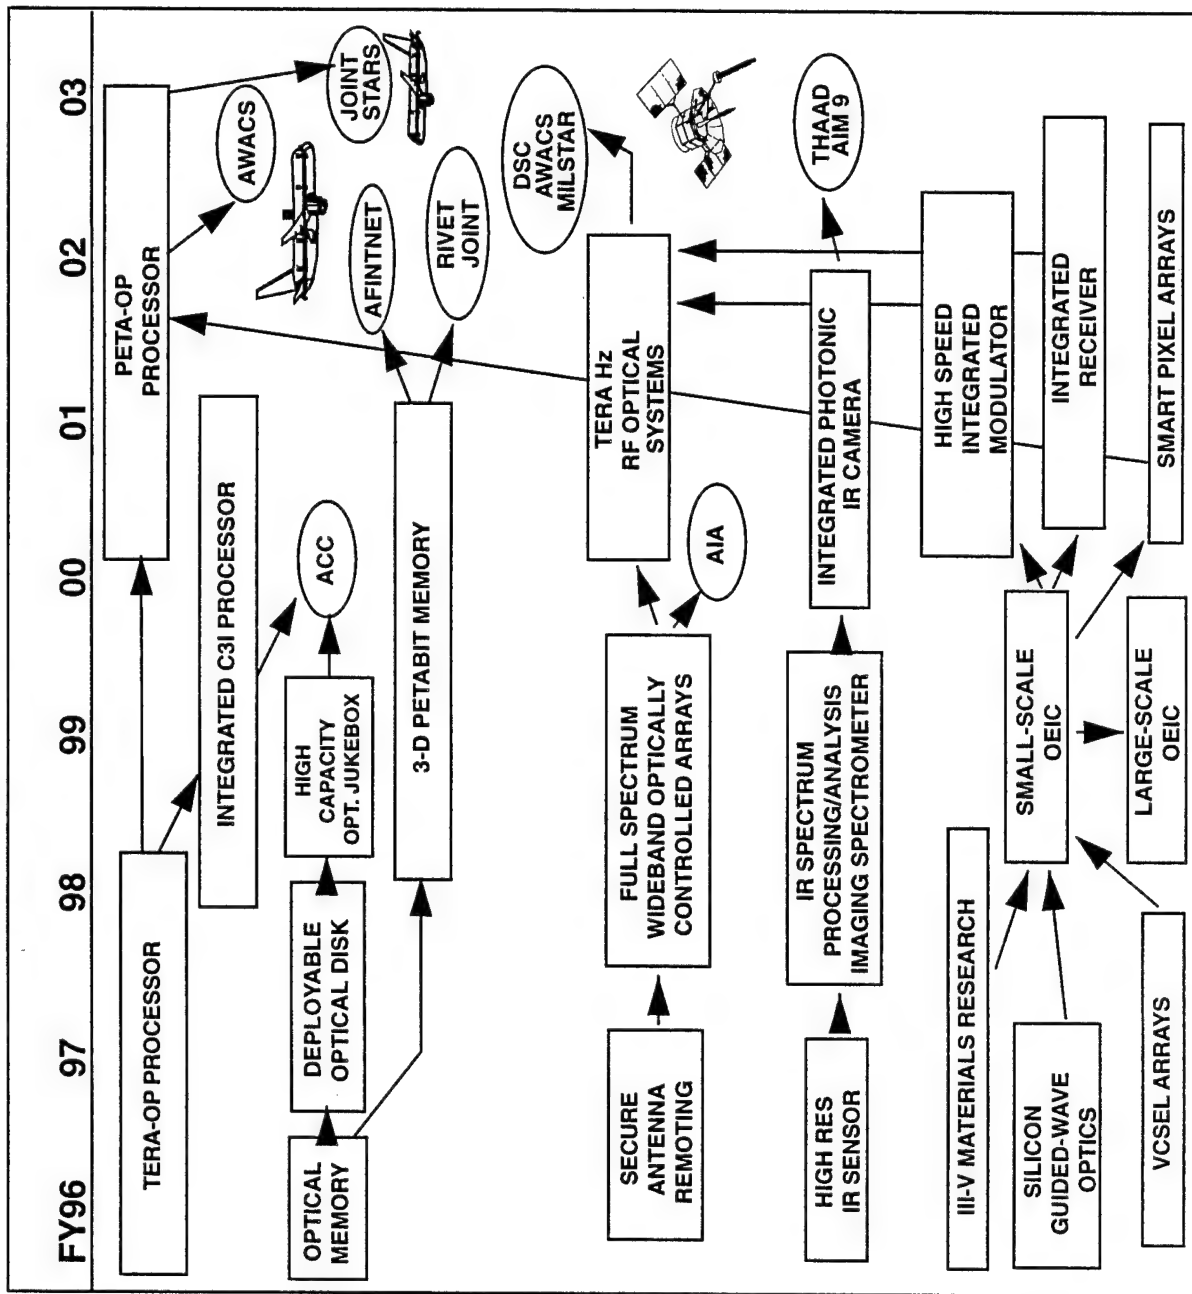 FY96
97
98
99
00
01
02
03
TERA-OP PROCESSOR
PETA-OP
PROCESSOR
INTEGRATED C3I PROCESSOR
AWACS
JOINT
STARS
OPTICAL
MEMORY
DEPLOYABLE
OPTICAL DISK
HIGH
CAPACITY
OPT. JUKEBOX
ACC
3-D PETABIT MEMORY
AFINTNET
RIVET
JOINT
SECURE
ANTENNA
REMOTING
FULL SPECTRUM
WIDEBAND OPTICALLY
CONTROLLED ARRAYS
AIA
TERA Hz
RF OPTICAL
SYSTEMS
DSC
AWACS
MILSTAR
HIGH RES
IR SENSOR
IR SPECTRUM
PROCESSING/ANALYSIS
IMAGING SPECTROMETER
INTEGRATED PHOTONIC
IR CAMERA
THAAD
AIM 9
III-V MATERIALS RESEARCH
SILICON
GUIDED-WAVE
OPTICS
VCSEL ARRAYS
SMALL-SCALE
OEIC
LARGE-SCALE
OEIC
HIGH SPEED
INTEGRATED
MODULATOR
INTEGRATED
RECEIVER
SMART PIXEL ARRAYS